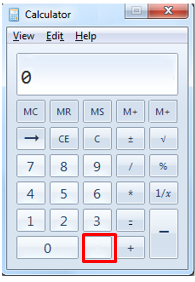 Calculator
View Edit Help
0
MC MR MS M+ M+
→ CE C ± √
7 8 9 / %
4 5 6 * 1/x
1 2 3 = −
0 +